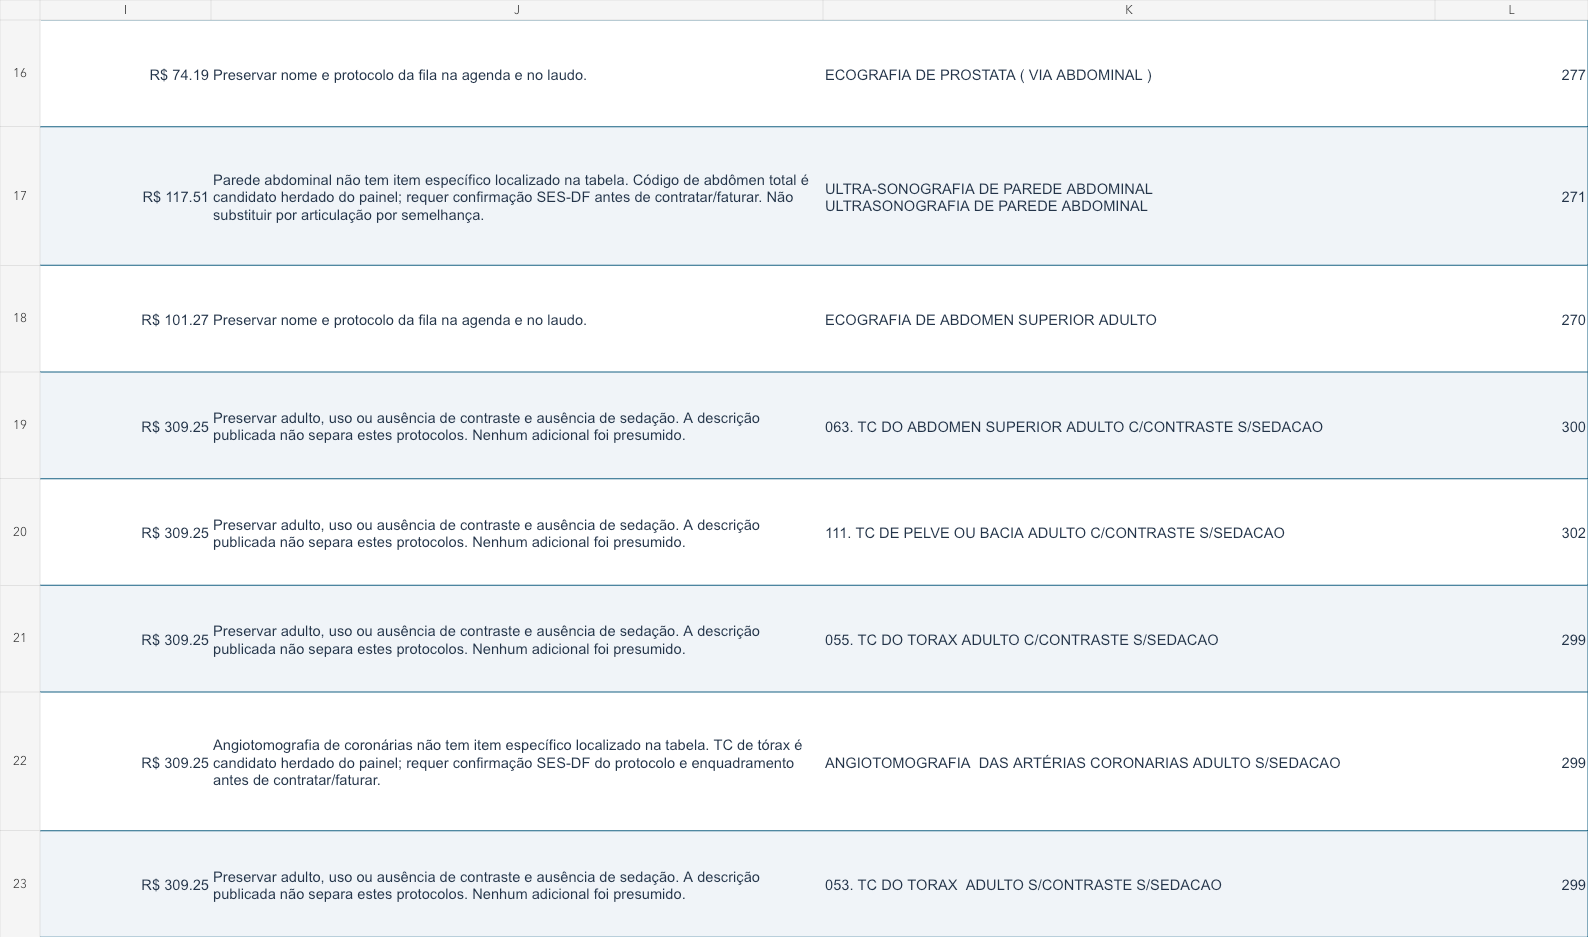 I J K L
16 R$ 74.19 Preservar nome e protocolo da fila na agenda e no laudo. ECOGRAFIA DE PROSTATA ( VIA ABDOMINAL ) 277
17 R$ 117.51 Parede abdominal não tem item específico localizado na tabela. Código de abdômen total é
candidato herdado do painel; requer confirmação SES-DF antes de contratar/faturar. Não
substituir por articulação por semelhança.
ULTRA-SONOGRAFIA DE PAREDE ABDOMINAL
ULTRASONOGRAFIA DE PAREDE ABDOMINAL
271
18 R$ 101.27 Preservar nome e protocolo da fila na agenda e no laudo. ECOGRAFIA DE ABDOMEN SUPERIOR ADULTO 270
19 R$ 309.25 Preservar adulto, uso ou ausência de contraste e ausência de sedação. A descrição
publicada não separa estes protocolos. Nenhum adicional foi presumido.
063. TC DO ABDOMEN SUPERIOR ADULTO C/CONTRASTE S/SEDACAO 300
20 R$ 309.25 Preservar adulto, uso ou ausência de contraste e ausência de sedação. A descrição
publicada não separa estes protocolos. Nenhum adicional foi presumido.
111. TC DE PELVE OU BACIA ADULTO C/CONTRASTE S/SEDACAO 302
21 R$ 309.25 Preservar adulto, uso ou ausência de contraste e ausência de sedação. A descrição
publicada não separa estes protocolos. Nenhum adicional foi presumido.
055. TC DO TORAX ADULTO C/CONTRASTE S/SEDACAO 299
22 R$ 309.25 Angiotomografia de coronárias não tem item específico localizado na tabela. TC de tórax é
candidato herdado do painel; requer confirmação SES-DF do protocolo e enquadramento
antes de contratar/faturar.
ANGIOTOMOGRAFIA  DAS ARTÉRIAS CORONARIAS ADULTO S/SEDACAO 299
23 R$ 309.25 Preservar adulto, uso ou ausência de contraste e ausência de sedação. A descrição
publicada não separa estes protocolos. Nenhum adicional foi presumido.
053. TC DO TORAX  ADULTO S/CONTRASTE S/SEDACAO 299